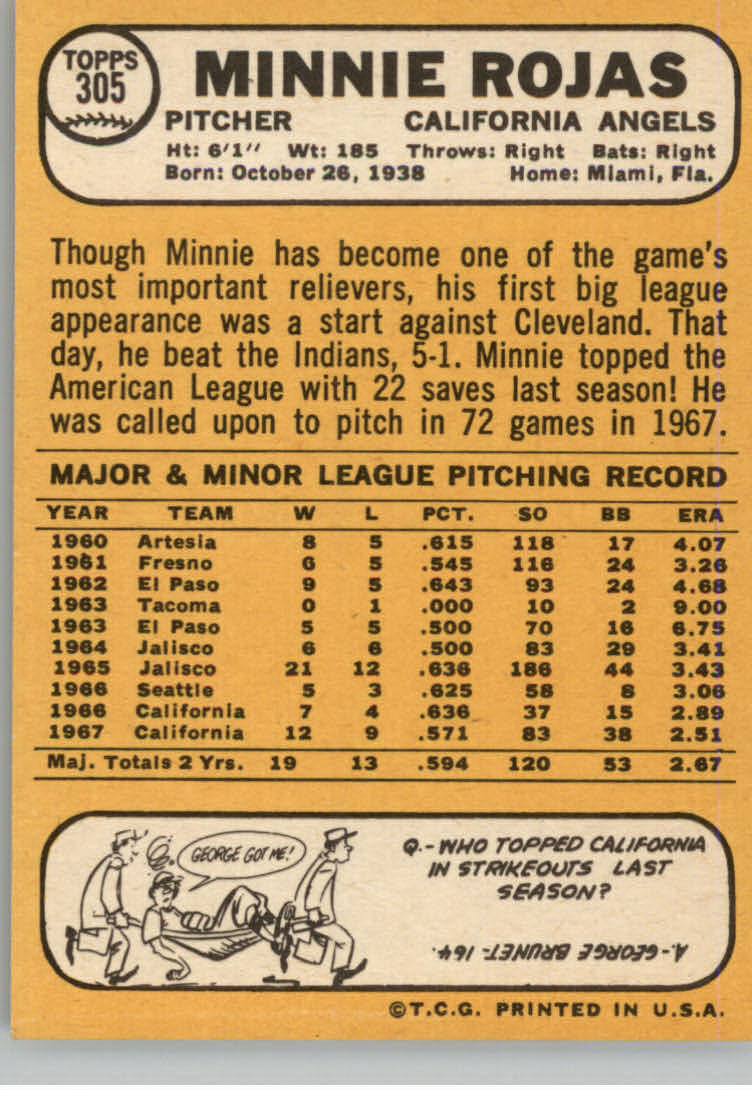 TOPPS
305
MINNIE ROJAS
PITCHER CALIFORNIA ANGELS
Ht: 6'1" Wt: 185 Throws: Right Bats: Right
Born: October 26, 1938 Home: Miami, Fla.
Though Minnie has become one of the game's
most important relievers, his first big league
appearance was a start against Cleveland. That
day, he beat the Indians, 5-1. Minnie topped the
American League with 22 saves last season! He
was called upon to pitch in 72 games in 1967.
MAJOR & MINOR LEAGUE PITCHING RECORD
YEAR TEAM W L PCT. SO BB ERA
1960 Artesia 8 5 .615 118 17 4.07
1961 Fresno 6 5 .545 116 24 3.26
1962 El Paso 9 5 .643 93 24 4.68
1963 Tacoma 0 1 .000 10 2 9.00
1963 El Paso 5 5 .500 70 16 6.75
1964 Jalisco 6 6 .500 83 29 3.41
1965 Jalisco 21 12 .636 186 44 3.43
1966 Seattle 5 3 .625 58 8 3.06
1966 California 7 4 .636 37 15 2.89
1967 California 12 9 .571 83 38 2.51
Maj. Totals 2 Yrs. 19 13 .594 120 53 2.67
GEORGE GOT ME!
Q.-WHO TOPPED CALIFORNIA
IN STRIKEOUTS LAST
SEASON?
A-GEORGE BRUNET-164.
©T.C.G. PRINTED IN U.S.A.